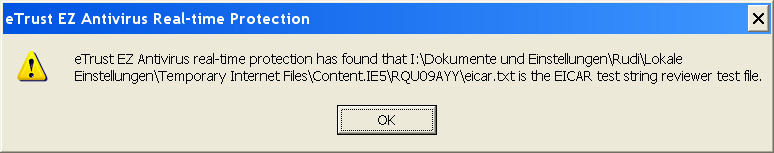 eTrust EZ Antivirus Real-time Protection
eTrust EZ Antivirus real-time protection has found that I:\Dokumente und Einstellungen\Rudi\Lokale
Einstellungen\Temporary Internet Files\Content.IE5\RQU09AYY\eicar.txt is the EICAR test string reviewer test file.
OK